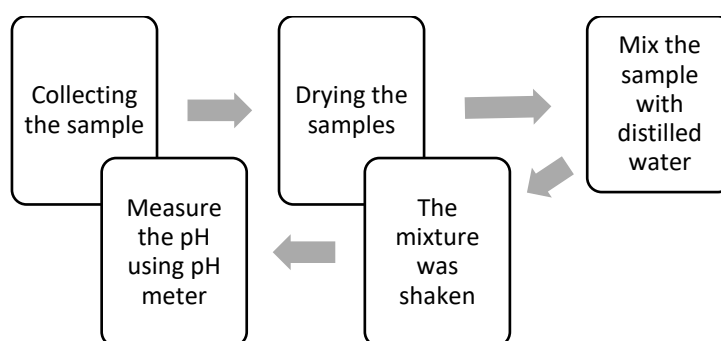 Collecting
the sample
Drying the
samples
Mix the
sample
with
distilled
water
The
mixture
was
shaken
Measure
the pH
using pH
meter